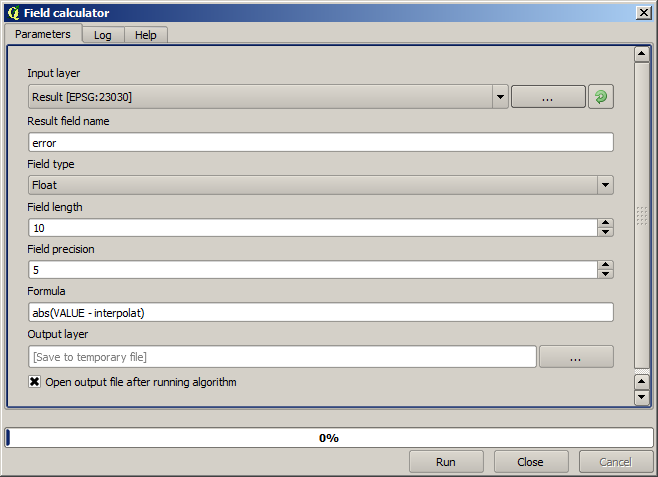 Field calculator
Parameters
Log
Help
Input layer
Result [EPSG:23030]
...
Result field name
error
Field type
Float
Field length
10
Field precision
5
Formula
abs(VALUE - interpolat)
Output layer
[Save to temporary file]
...
Open output file after running algorithm
0%
Run
Close
Cancel